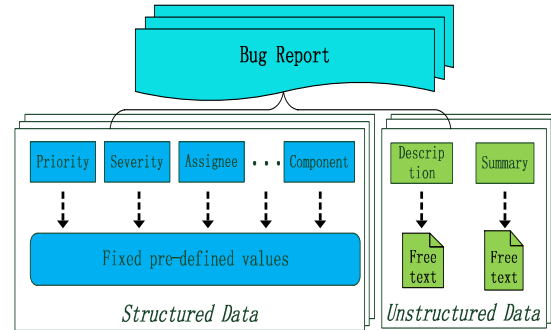 Bug Report
Priority
Severity
Assignee
...
Component
Descrip
tion
Summary
Fixed pre-defined values
Free
text
Free
text
Structured Data
Unstructured Data